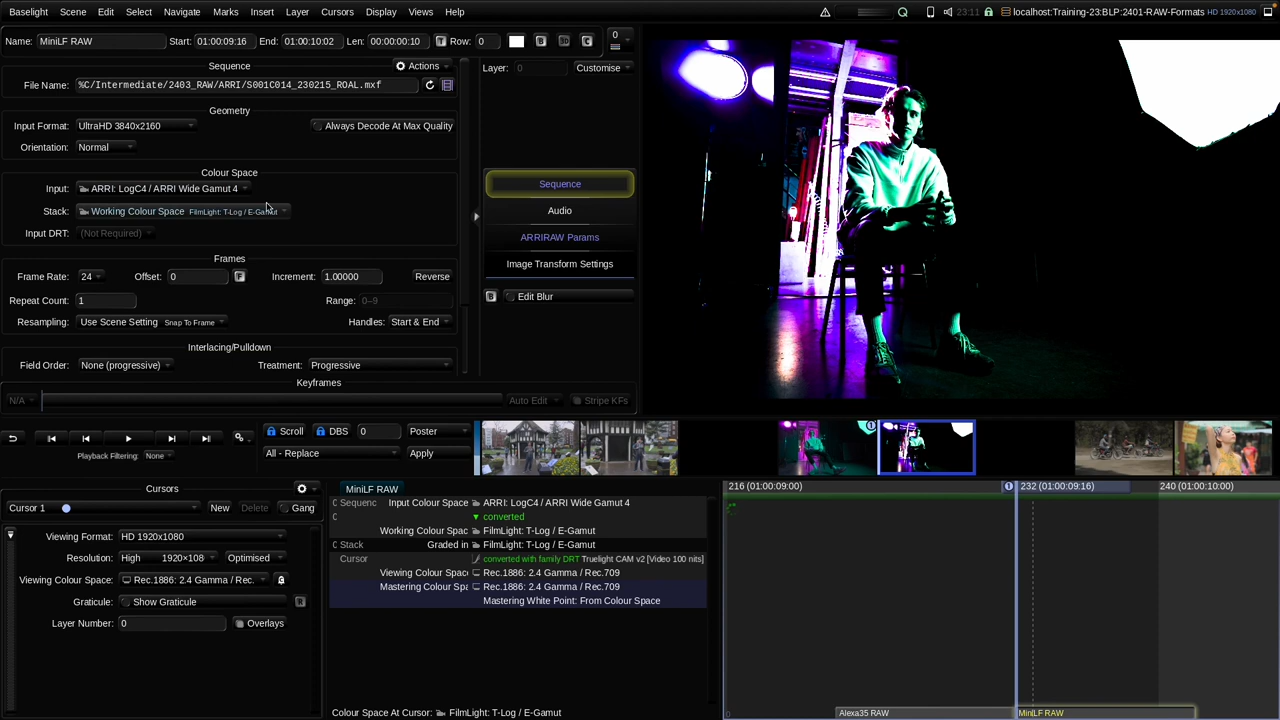 Baselight Scene Edit Select Navigate Marks Insert Layer Cursors Display Views Help 23:11 localhost:Training-23:BLP:2401-RAW-Formats HD 1920x1080
Name: MiniLF RAW Start: 01:00:09:16 End: 01:00:10:02 Len: 00:00:00:10 T Row: 0 B 0
Sequence Actions
Layer: 0 Customise
File Name: RAW/ARRI/S001C014_230215_ROAL.mxf
Geometry
Input Format: UltraHD 3840x2160 Always Decode At Max Quality
Orientation: Normal
Colour Space
Input: ARRI: LogC4 / ARRI Wide Gamut 4
Sequence
Stack: Working Colour Space FilmLight: T-Log / E-Gamut
Audio
Input DRT: (Not Required)
ARRIRAW Params
Frames
Image Transform Settings
Frame Rate: 24 Offset: 0 F Increment: 1.00000 Reverse
B Edit Blur
Repeat Count: 1 Range: 0–9
Resampling: Use Scene Setting Snap To Frame Handles: Start & End
Interlacing/Pulldown
Field Order: None (progressive) Treatment: Progressive
Keyframes
N/A Auto Edit Stripe KFs
Scroll DBS 0 Poster
Playback Filtering: None All - Replace Apply
Cursors
MiniLF RAW
216 (01:00:09:00) 1 232 (01:00:09:16) 240 (01:00:10:00)
Cursor 1 New Delete Gang
Sequenc Input Colour Space ARRI: LogC4 / ARRI Wide Gamut 4
▼ converted
Working Colour Spac FilmLight: T-Log / E-Gamut
Stack Graded in FilmLight: T-Log / E-Gamut
Cursor converted with family DRT Truelight CAM v2 [Video 100 nits]
Viewing Colour Space Rec.1886: 2.4 Gamma / Rec.709
Mastering Colour Spa Rec.1886: 2.4 Gamma / Rec.709
Mastering White Point: From Colour Space
Viewing Format: HD 1920x1080
Resolution: High 1920×108 Optimised
Viewing Colour Space: Rec.1886: 2.4 Gamma / Rec.
Graticule: Show Graticule R
Layer Number: 0 Overlays
Colour Space At Cursor: FilmLight: T-Log / E-Gamut
0 Alexa35 RAW MiniLF RAW